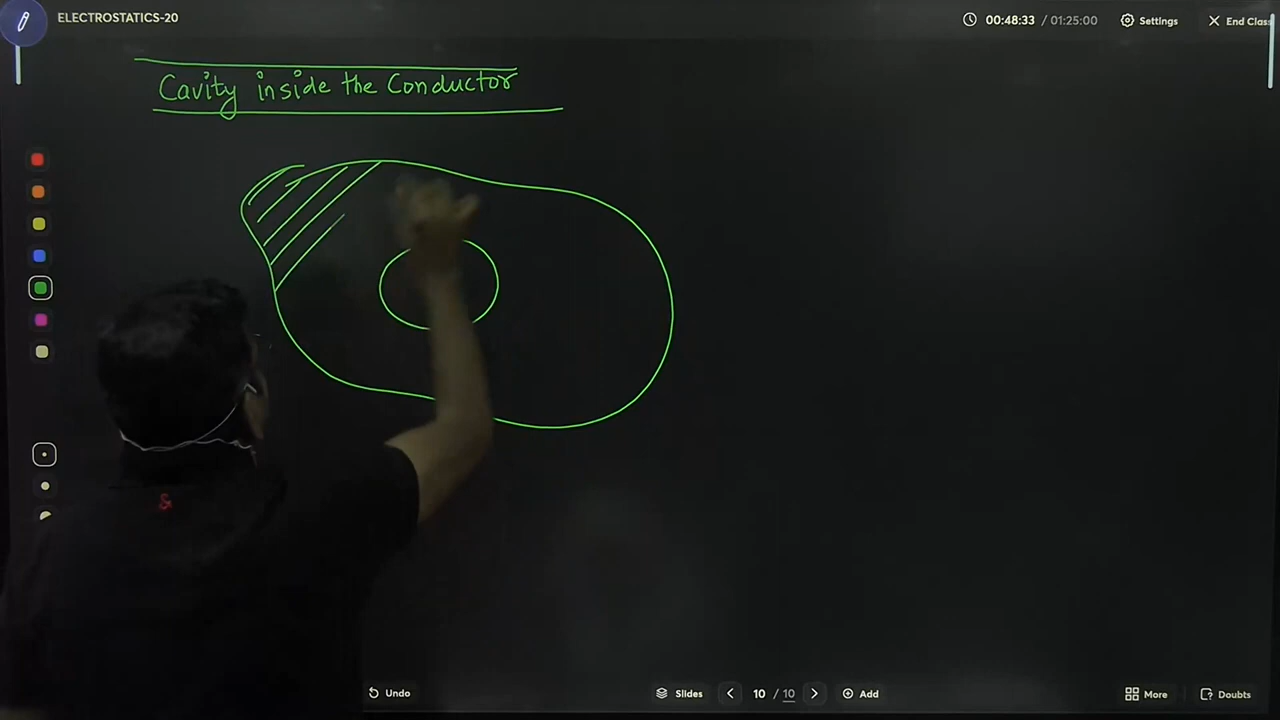 ELECTROSTATICS-20
00:48:33 / 01:25:00
Settings
End Class
Cavity inside the Conductor
&
Undo
Slides
10 / 10
Add
More
Doubts